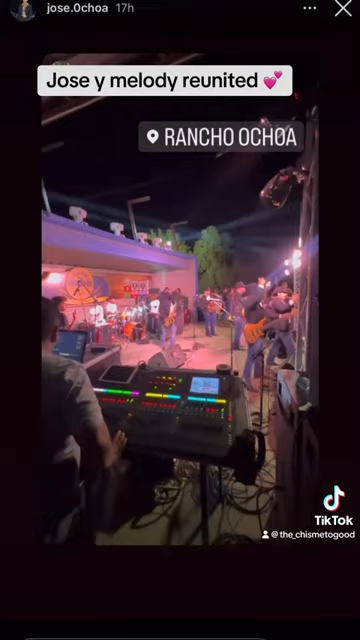 jose.0choa 17h
Jose y melody reunited 💕
RANCHO OCHOA
TikTok
@the_chismetogood